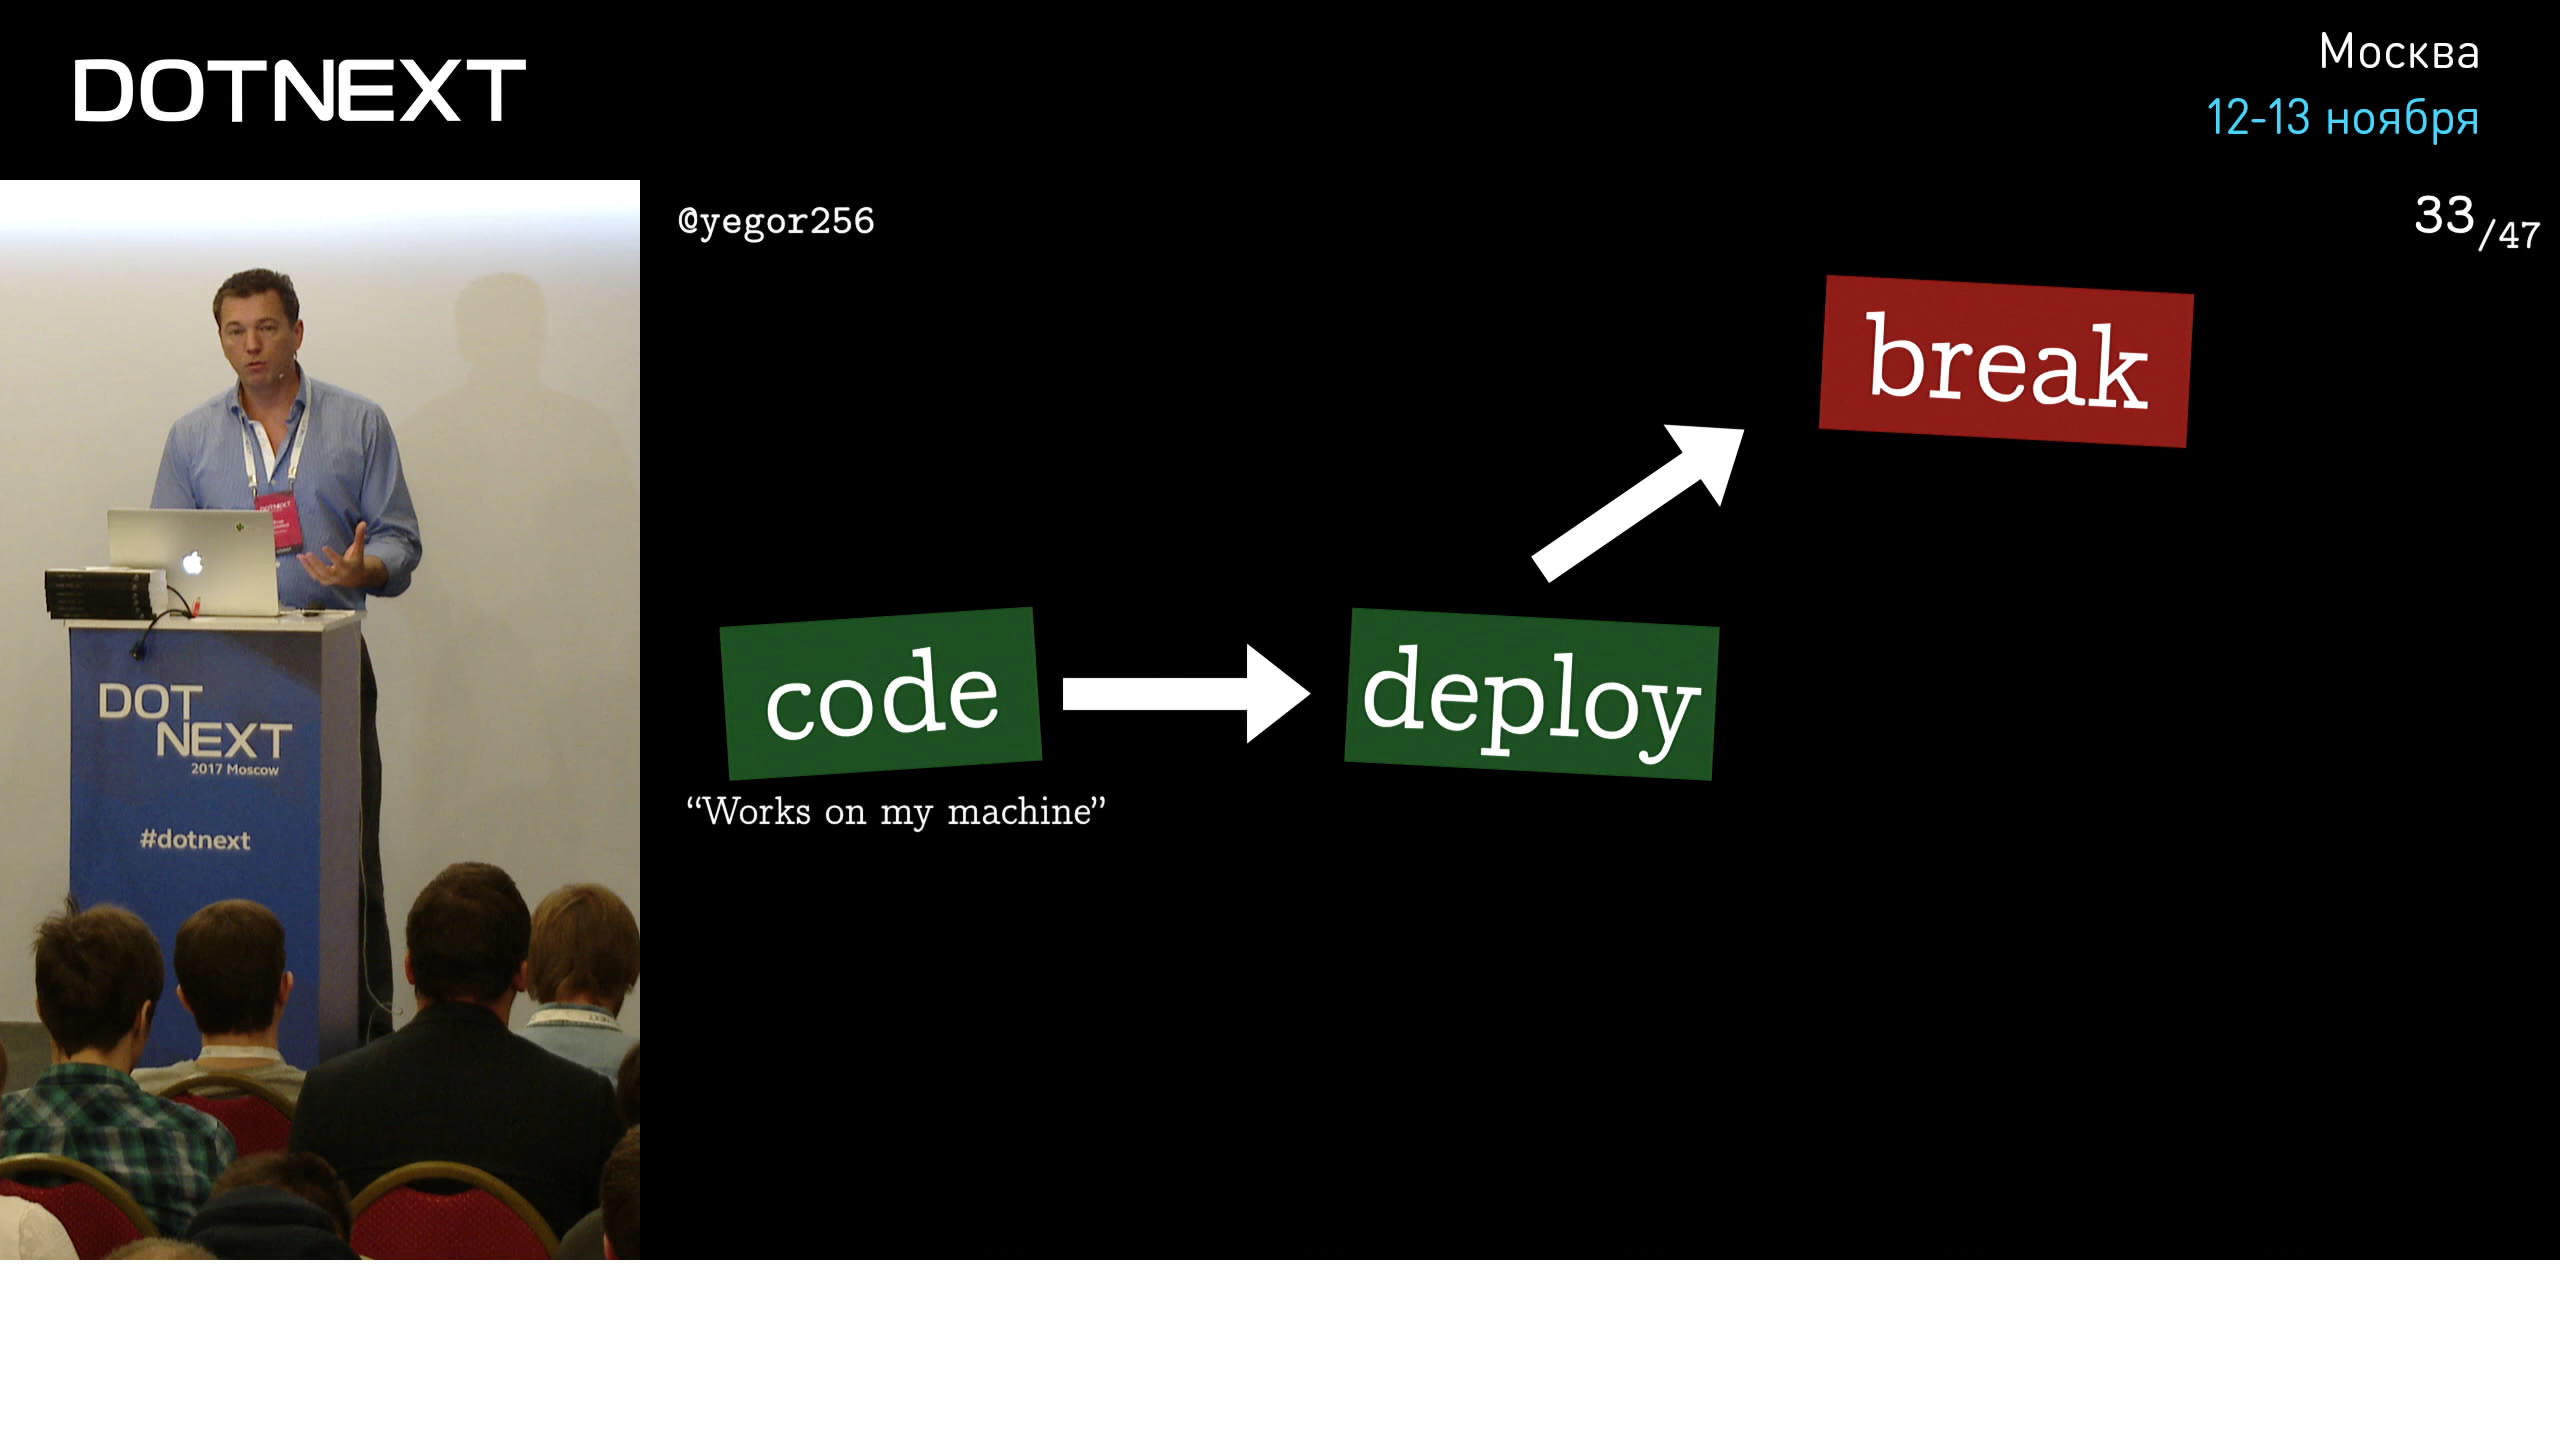 DOTNEXT
Москва
12-13 ноября
@yegor256
33/47
break
code
deploy
“Works on my machine”
DOTNEXT
DOT
NEXT
2017 Moscow
#dotnext